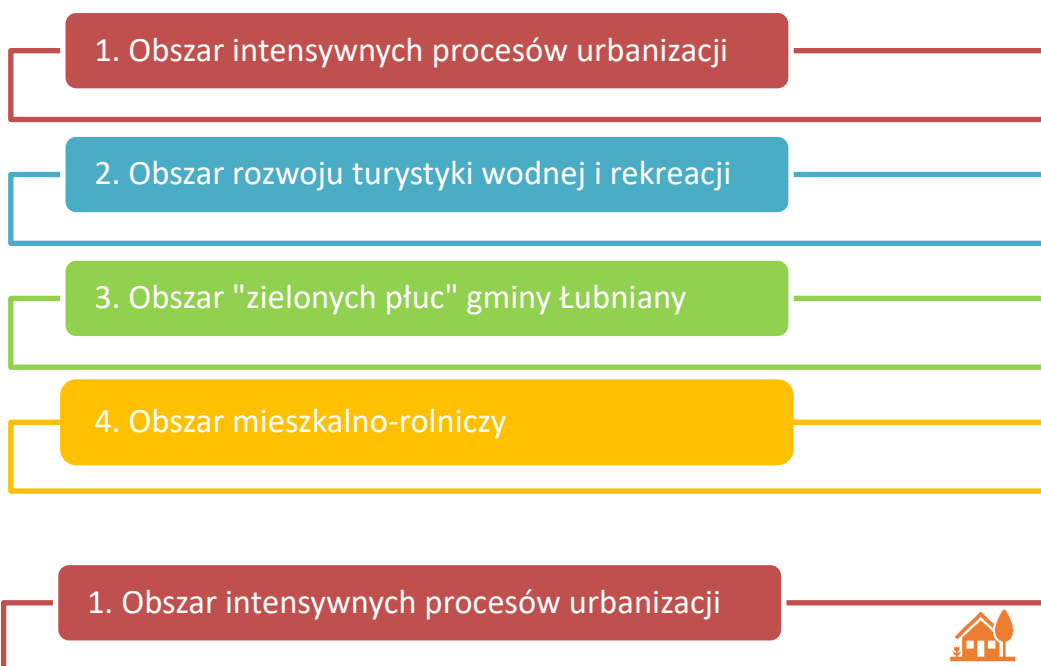 1. Obszar intensywnych procesów urbanizacji
2. Obszar rozwoju turystyki wodnej i rekreacji
3. Obszar "zielonych płuc" gminy Łubniany
4. Obszar mieszkalno-rolniczy
1. Obszar intensywnych procesów urbanizacji